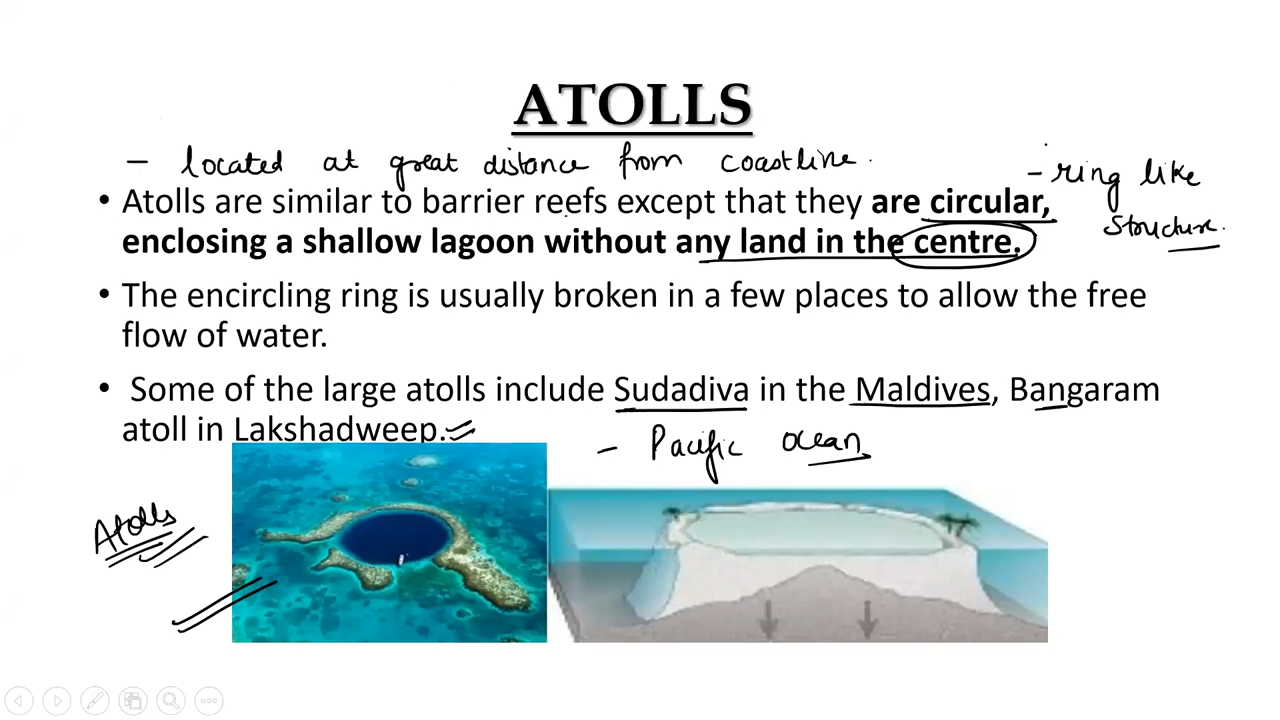 ATOLLS
– located at great distance from coastline.
– ring like
structure.
• Atolls are similar to barrier reefs except that they are circular,
enclosing a shallow lagoon without any land in the centre.
• The encircling ring is usually broken in a few places to allow the free
flow of water.
• Some of the large atolls include Sudadiva in the Maldives, Bangaram
atoll in Lakshadweep.
– Pacific ocean
Atolls